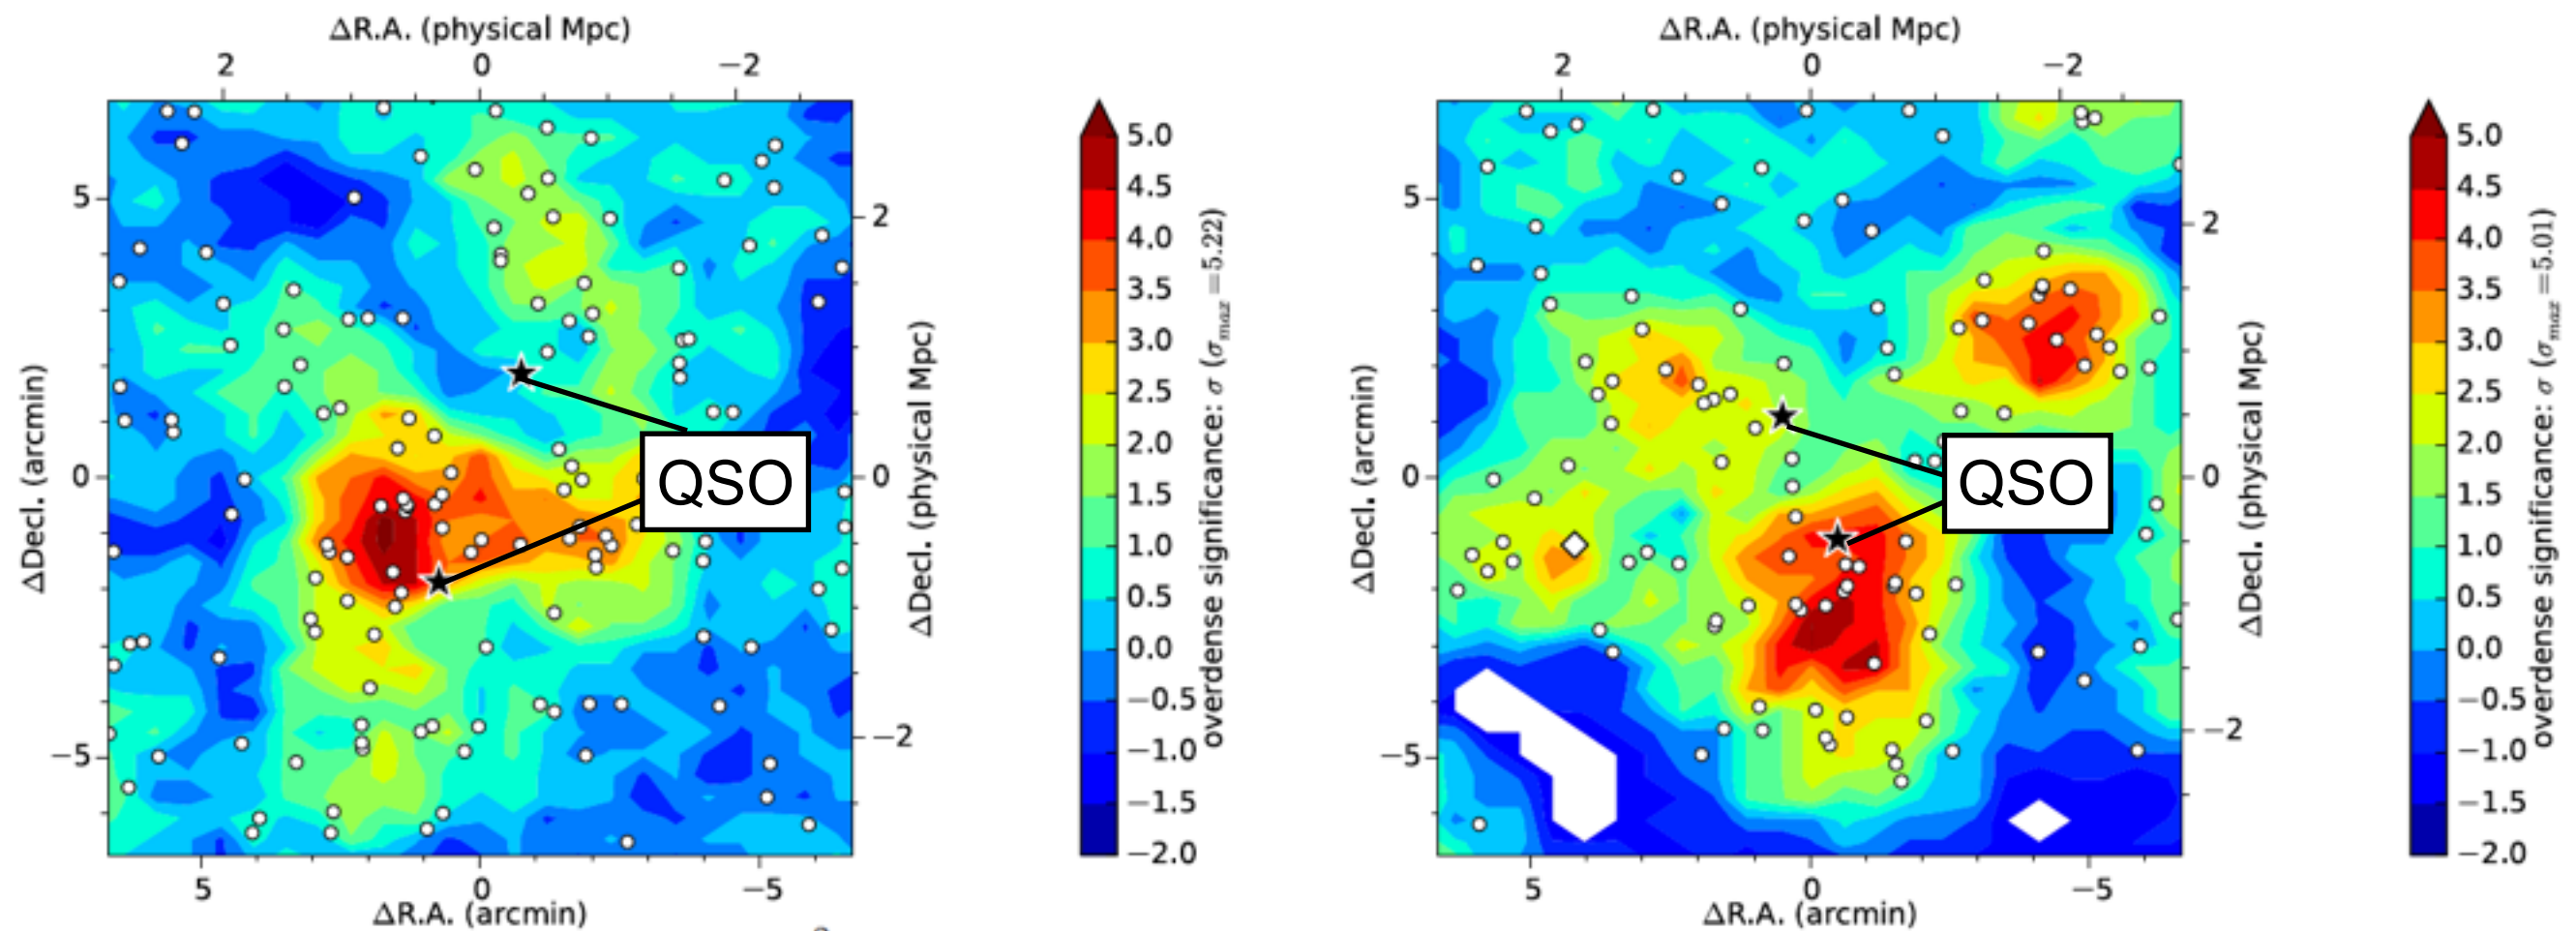 ΔR.A. (physical Mpc)
2 0 −2
5
0
−5
ΔDecl. (arcmin)
QSO
2
0
−2
ΔDecl. (physical Mpc)
5 0 −5
ΔR.A. (arcmin)
5.0
4.5
4.0
3.5
3.0
2.5
2.0
1.5
1.0
0.5
0.0
−0.5
−1.0
−1.5
−2.0
overdense significance: σ (σmax=5.22)
ΔR.A. (physical Mpc)
2 0 −2
5
0
−5
ΔDecl. (arcmin)
QSO
2
0
−2
ΔDecl. (physical Mpc)
5 0 −5
ΔR.A. (arcmin)
5.0
4.5
4.0
3.5
3.0
2.5
2.0
1.5
1.0
0.5
0.0
−0.5
−1.0
−1.5
−2.0
overdense significance: σ (σmax=5.01)